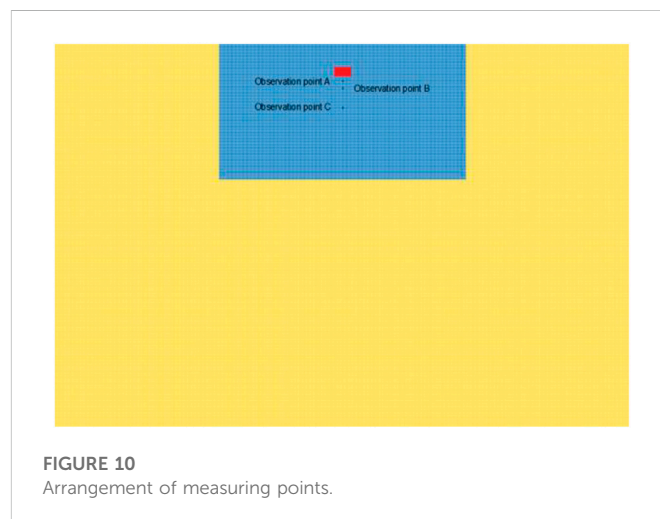 Observation point A
Observation point B
Observation point C
FIGURE 10
Arrangement of measuring points.